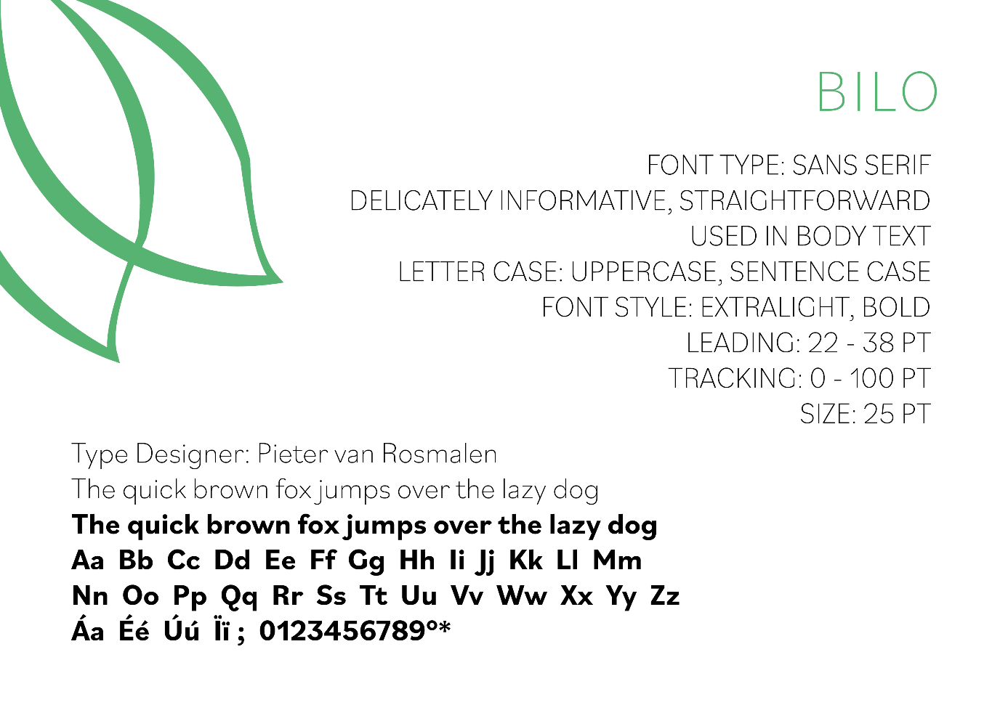 BILO
FONT TYPE: SANS SERIF
DELICATELY INFORMATIVE, STRAIGHTFORWARD
USED IN BODY TEXT
LETTER CASE: UPPERCASE, SENTENCE CASE
FONT STYLE: EXTRALIGHT, BOLD
LEADING: 22 - 38 PT
TRACKING: 0 - 100 PT
SIZE: 25 PT
Type Designer: Pieter van Rosmalen
The quick brown fox jumps over the lazy dog
The quick brown fox jumps over the lazy dog
Aa Bb Cc Dd Ee Ff Gg Hh Ii Jj Kk Ll Mm
Nn Oo Pp Qq Rr Ss Tt Uu Vv Ww Xx Yy Zz
Áa Éé Úú Ïï ; 0123456789°*